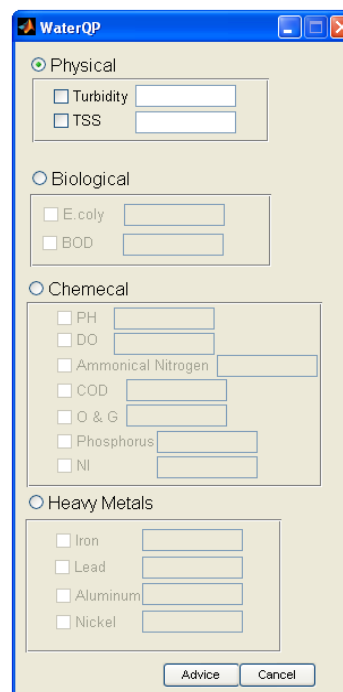 WaterQP
Physical
Turbidity
TSS
Biological
E.coly
BOD
Chemecal
PH
DO
Ammonical Nitrogen
COD
O & G
Phosphorus
NI
Heavy Metals
Iron
Lead
Aluminum
Nickel
Advice Cancel